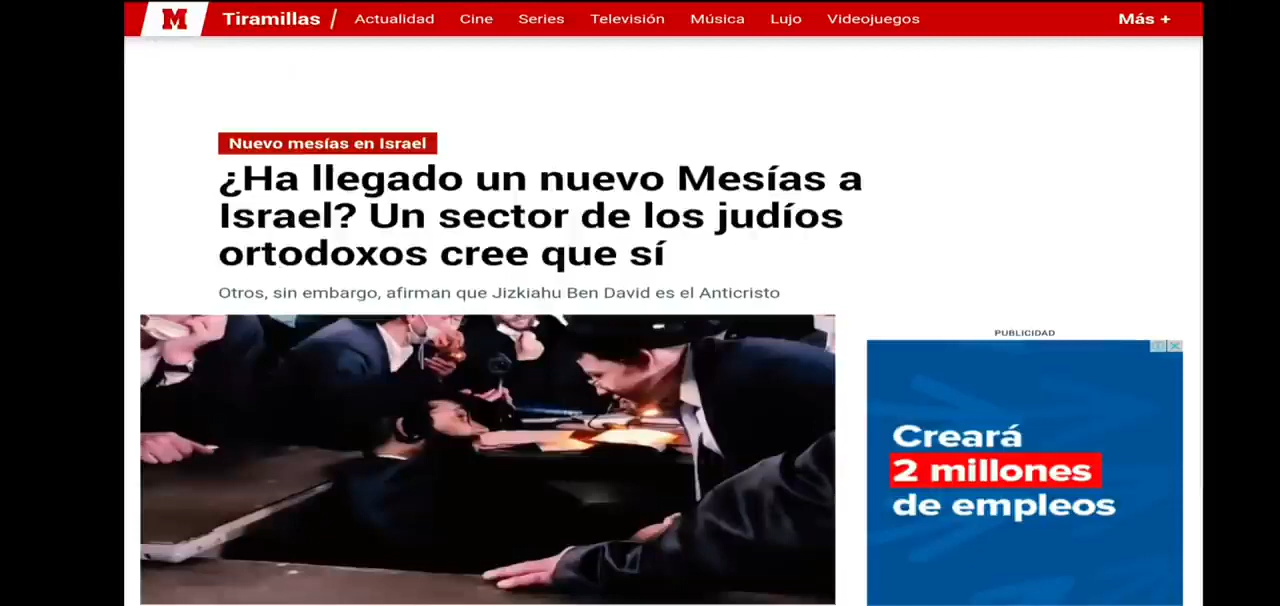 M Tiramillas / Actualidad Cine Series Televisión Música Lujo Videojuegos Más +
Nuevo mesías en Israel
¿Ha llegado un nuevo Mesías a
Israel? Un sector de los judíos
ortodoxos cree que sí
Otros, sin embargo, afirman que Jizkiahu Ben David es el Anticristo
PUBLICIDAD
Creará
2 millones
de empleos